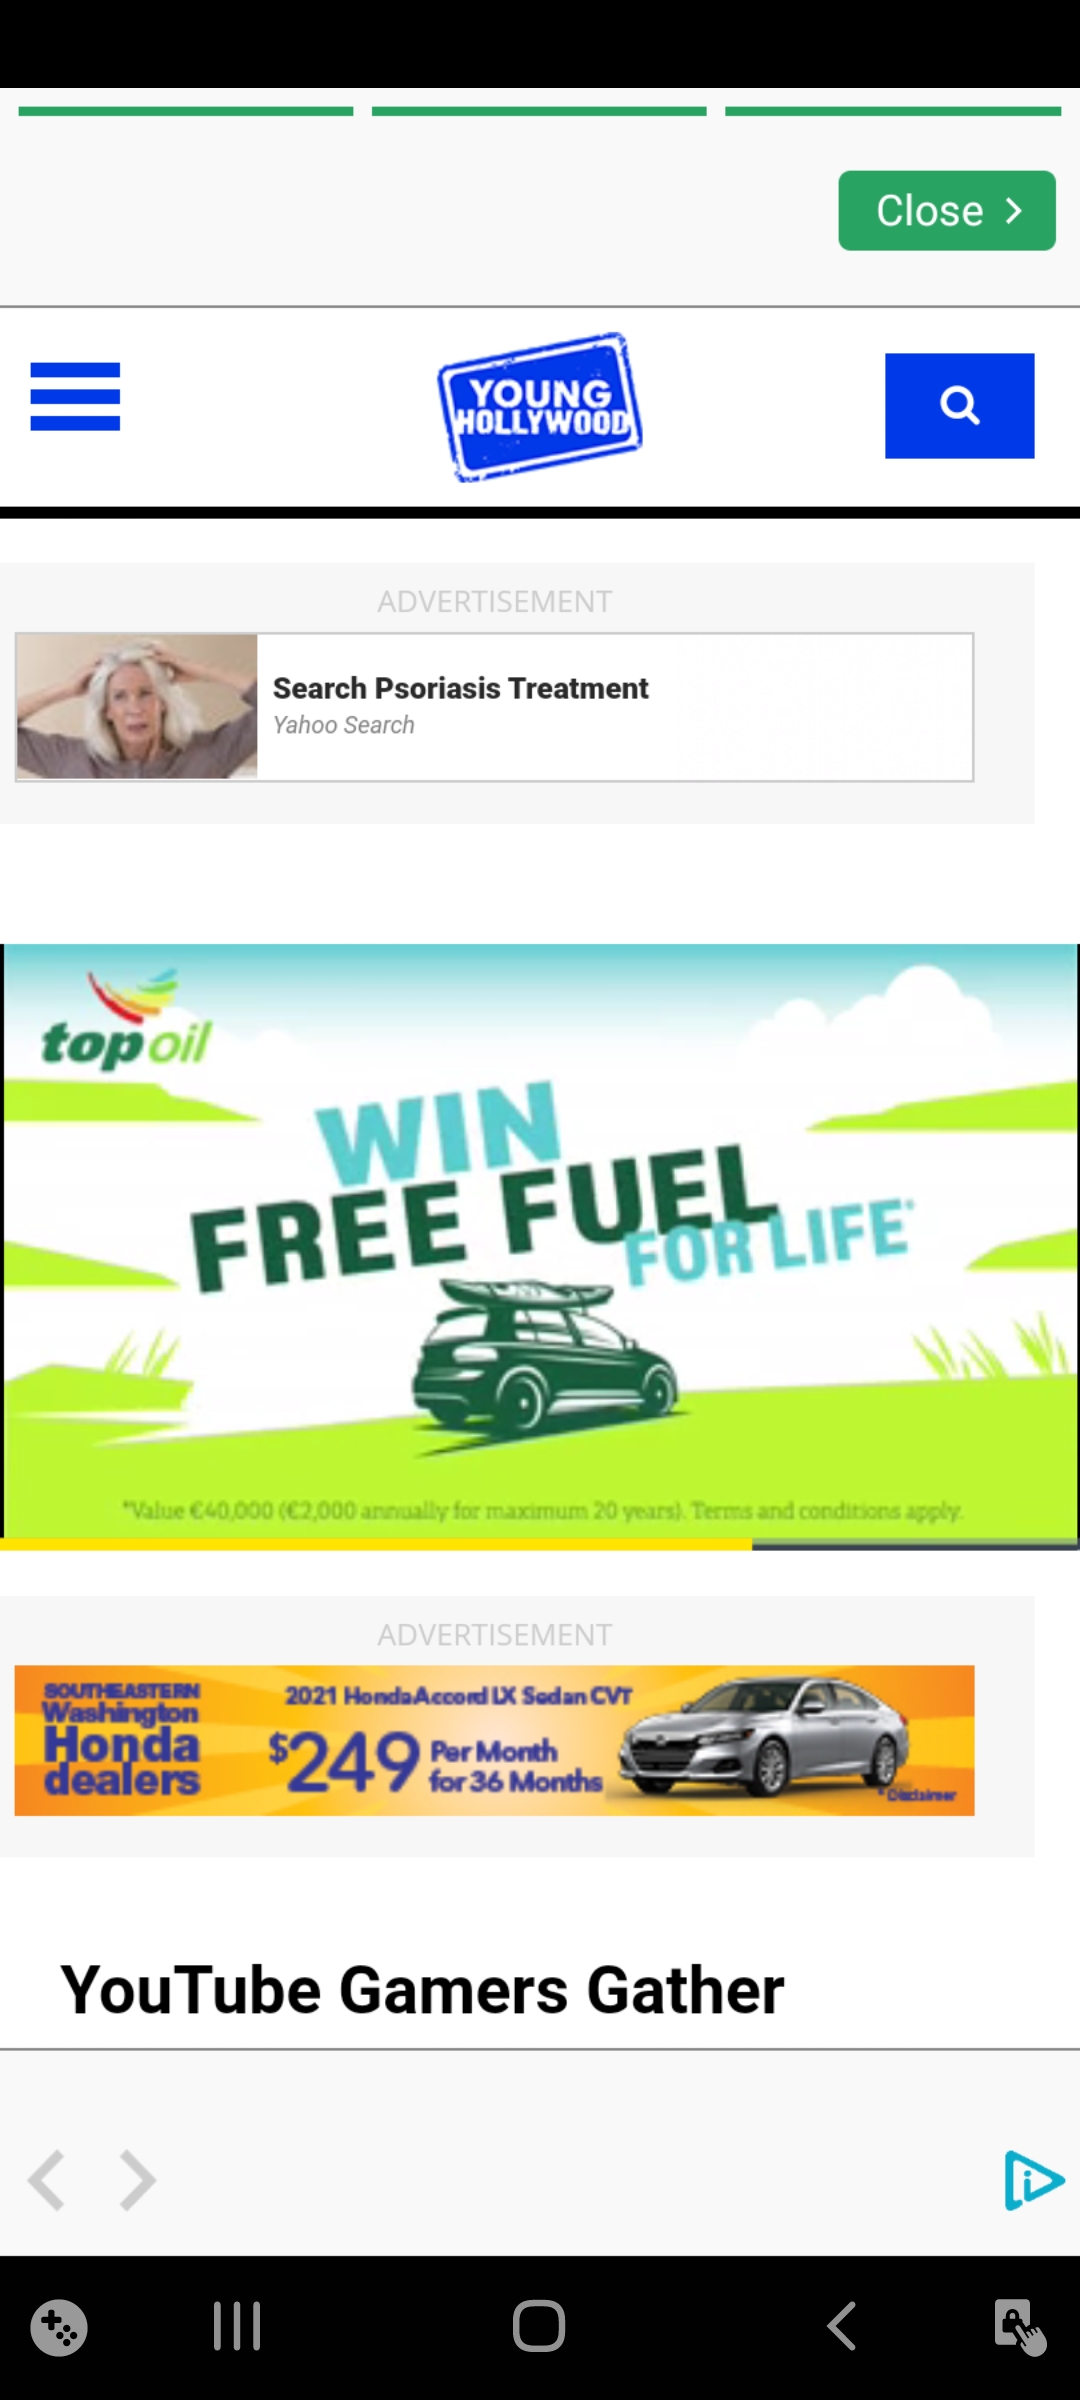 Close
YOUNG
HOLLYWOOD
ADVERTISEMENT
Search Psoriasis Treatment
Yahoo Search
topoil
WIN
FREE FUEL
FOR LIFE*
*Value €40,000 (€2,000 annually for maximum 20 years). Terms and conditions apply.
ADVERTISEMENT
SOUTHEASTERN
Washington
Honda
dealers
2021 Honda Accord LX Sedan CVT
$249 Per Month
for 36 Months
* Disclaimer
YouTube Gamers Gather